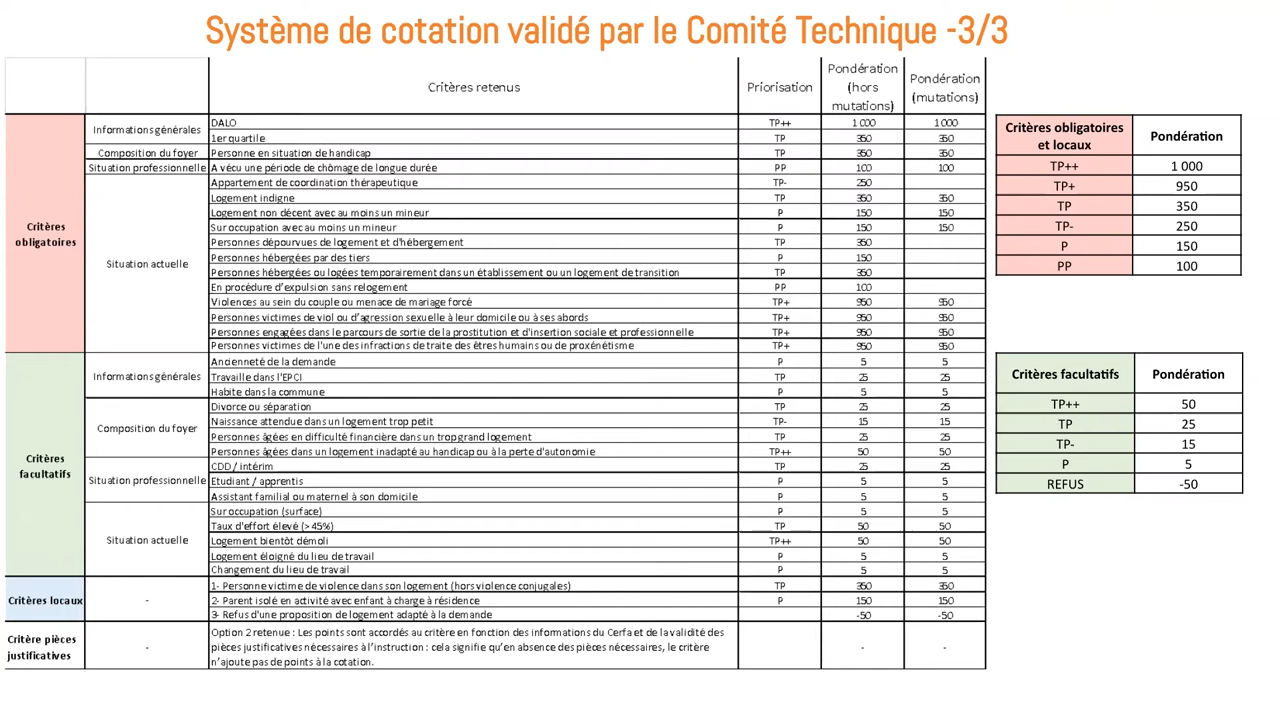 Système de cotation validé par le Comité Technique -3/3
Critères retenus Priorisation Pondération (hors mutations) Pondération (mutations)
Critères obligatoires
Informations générales
DALO TP++ 1 000 1 000
1er quartile TP 350 350
Composition du foyer Personne en situation de handicap TP 350 350
Situation professionnelle A vécu une période de chômage de longue durée PP 100 100
Situation actuelle
Appartement de coordination thérapeutique TP- 250
Logement indigne TP 350 350
Logement non décent avec au moins un mineur P 150 150
Sur occupation avec au moins un mineur P 150 150
Personnes dépourvues de logement et d'hébergement TP 350
Personnes hébergées par des tiers P 150
Personnes hébergées ou logées temporairement dans un établissement ou un logement de transition TP 350
En procédure d'expulsion sans relogement PP 100
Violences au sein du couple ou menace de mariage forcé TP+ 950 950
Personnes victimes de viol ou d'agression sexuelle à leur domicile ou à ses abords TP+ 950 950
Personnes engagées dans le parcours de sortie de la prostitution et d'insertion sociale et professionnelle TP+ 950 950
Personnes victimes de l'une des infractions de traite des êtres humains ou de proxénétisme TP+ 950 950
Critères facultatifs
Informations générales
Ancienneté de la demande P 5 5
Travaille dans l'EPCI TP 25 25
Habite dans la commune P 5 5
Composition du foyer
Divorce ou séparation TP 25 25
Naissance attendue dans un logement trop petit TP- 15 15
Personnes âgées en difficulté financière dans un trop grand logement TP 25 25
Personnes âgées dans un logement inadapté au handicap ou à la perte d'autonomie TP++ 50 50
Situation professionnelle
CDD / intérim TP 25 25
Etudiant / apprentis P 5 5
Assistant familial ou maternel à son domicile P 5 5
Situation actuelle
Sur occupation (surface) P 5 5
Taux d'effort élevé (> 45%) TP 50 50
Logement bientôt démoli TP++ 50 50
Logement éloigné du lieu de travail P 5 5
Changement du lieu de travail P 5 5
Critères locaux -
1- Personne victime de violence dans son logement (hors violence conjugales) TP 350 350
2- Parent isolé en activité avec enfant à charge à résidence P 150 150
3- Refus d'une proposition de logement adapté à la demande -50 -50
Critère pièces justificatives -
Option 2 retenue : Les points sont accordés au critère en fonction des informations du Cerfa et de la validité des
pièces justificatives nécessaires à l'instruction : cela signifie qu'en absence des pièces nécessaires, le critère - -
n'ajoute pas de points à la cotation.
Critères obligatoires et locaux Pondération
TP++ 1 000
TP+ 950
TP 350
TP- 250
P 150
PP 100
Critères facultatifs Pondération
TP++ 50
TP 25
TP- 15
P 5
REFUS -50